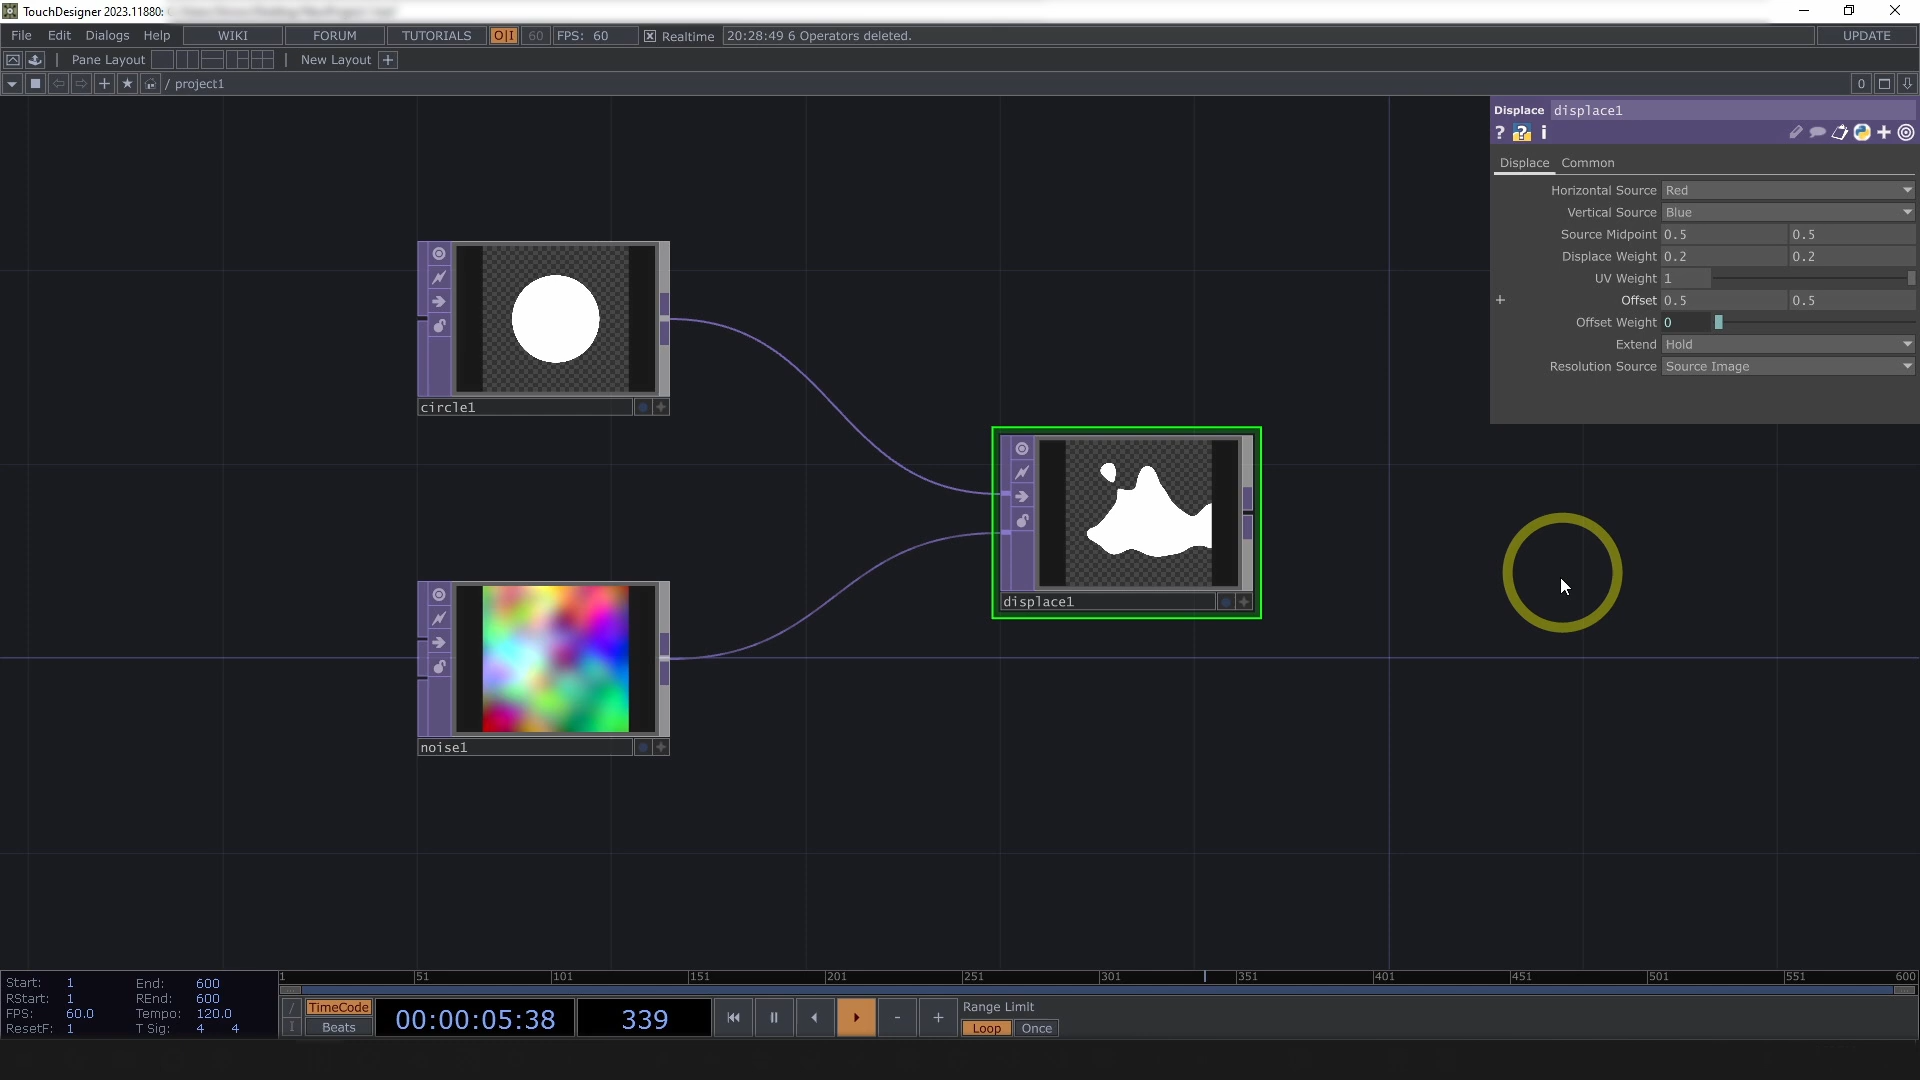 TouchDesigner 2023.11880:
File Edit Dialogs Help WIKI FORUM TUTORIALS O|I 60 FPS: 60 Realtime 20:28:49 6 Operators deleted. UPDATE
Pane Layout New Layout +
/ project1 0
Displace displace1
? ? i
Displace Common
Horizontal Source Red
Vertical Source Blue
Source Midpoint 0.5 0.5
Displace Weight 0.2 0.2
UV Weight 1
+ Offset 0.5 0.5
Offset Weight 0
Extend Hold
Resolution Source Source Image
circle1
displace1
noise1
1 51 101 151 201 251 301 351 401 451 501 551 600
Start: 1 End: 600
RStart: 1 REnd: 600
FPS: 60.0 Tempo: 120.0
ResetF: 1 T Sig: 4 4
/ TimeCode
I Beats
00:00:05:38 339 - +
Range Limit
Loop Once